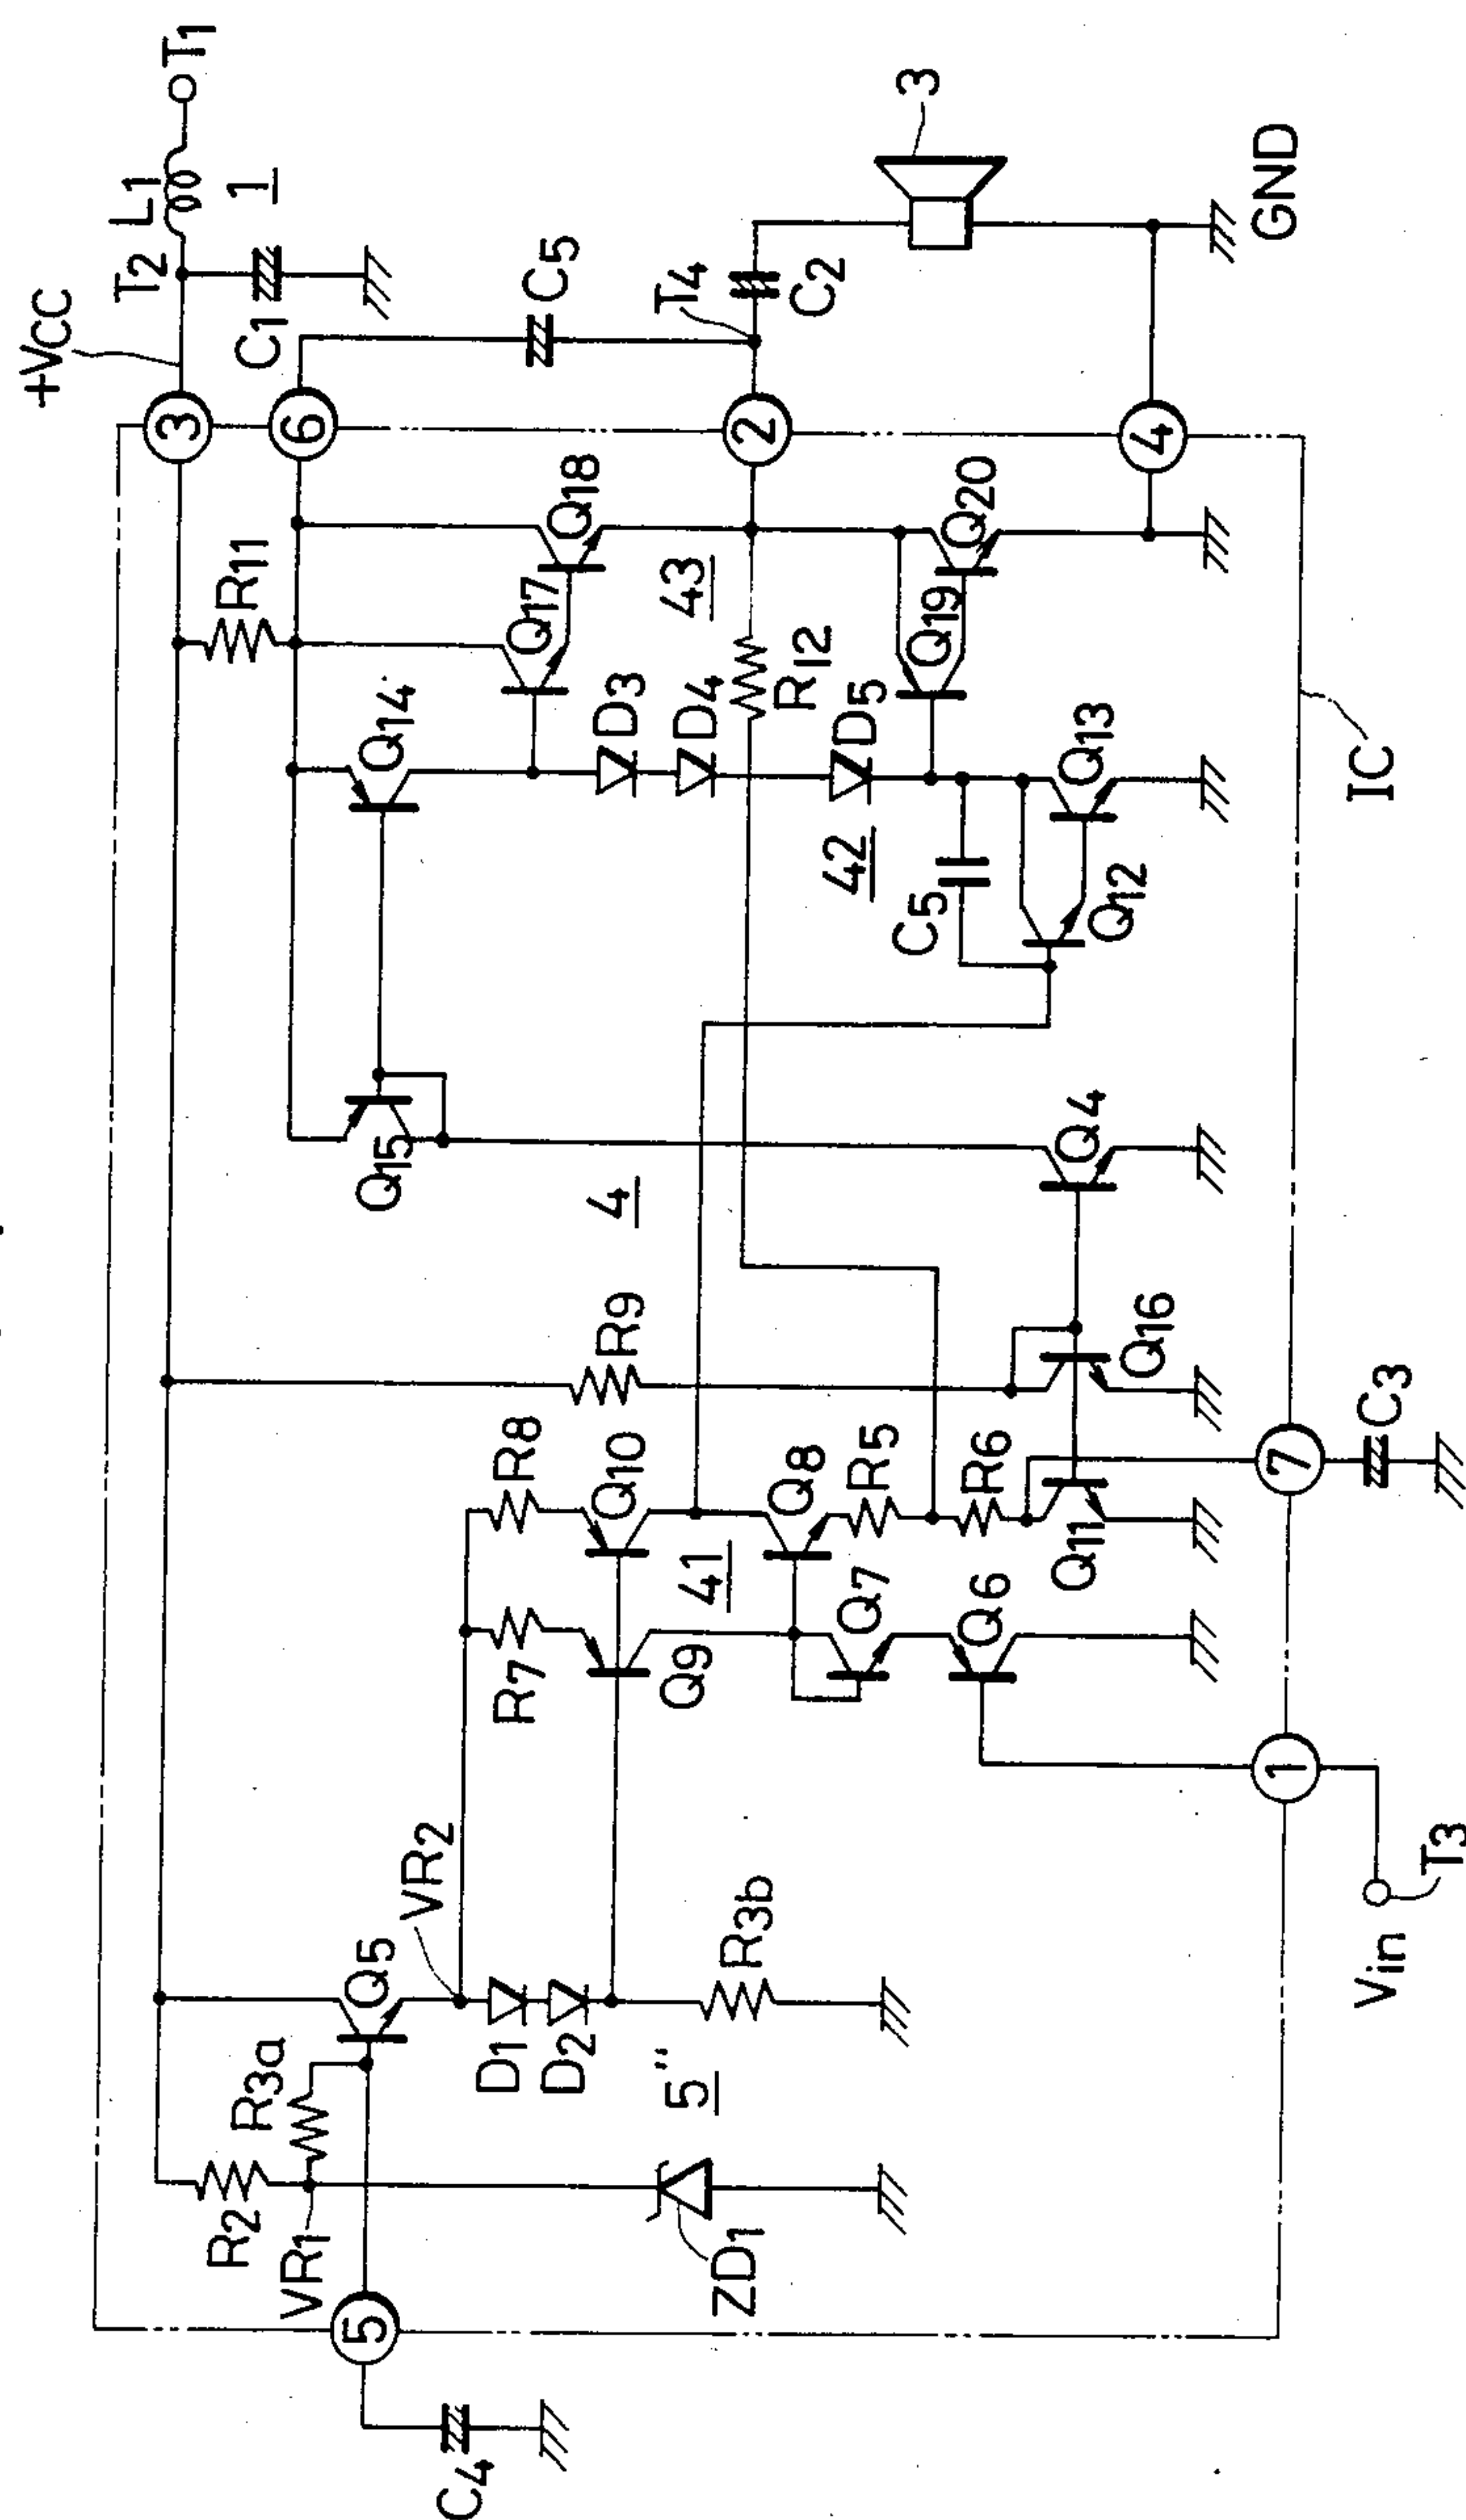 +VCC
T2
L1
T1
1
C1
C5
T4
C2
3
GND
3
6
2
4
R11
Q14
Q17
Q18
43
D3
D4
R12
D5
42
Q19
Q20
C5
Q12
Q13
IC
Q15
4
Q4
R9
R8
Q10
41
Q8
R5
R6
Q16
R7
Q9
Q7
Q6
Q11
7
C3
1
Vin
T3
VR2
Q5
R3a
D1
D2
R3b
5"
R2
VR1
ZD1
5
C4